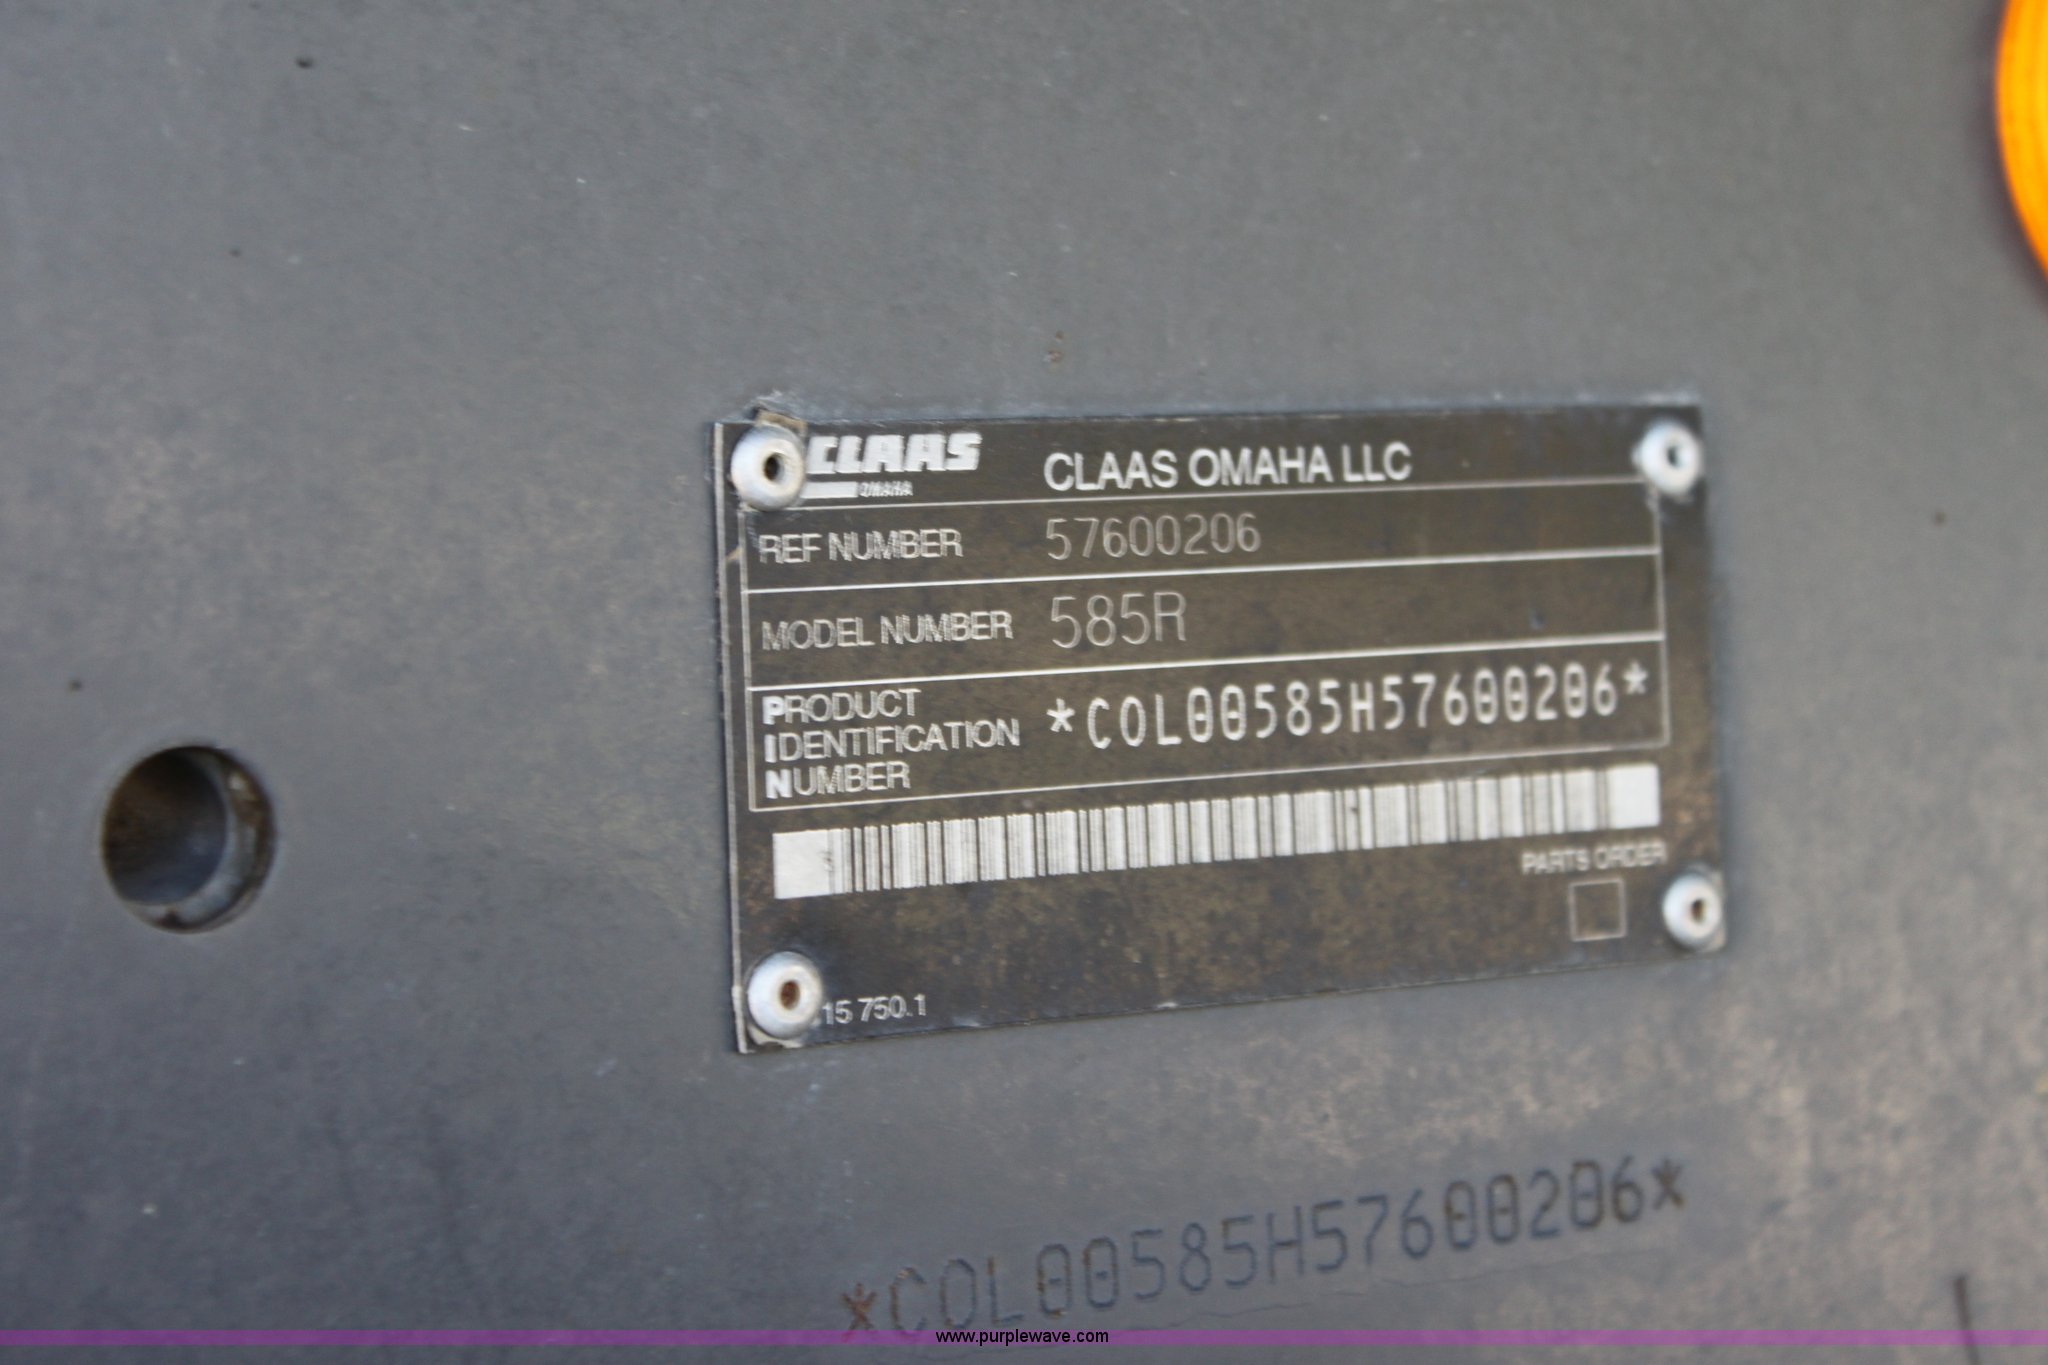 CLAAS
OMAHA
CLAAS OMAHA LLC
REF NUMBER 57600206
MODEL NUMBER 585R
PRODUCT
IDENTIFICATION
NUMBER
*COL00585H57600206*
PARTS ORDER
15 750.1
*COL00585H57600206*
www.purplewave.com